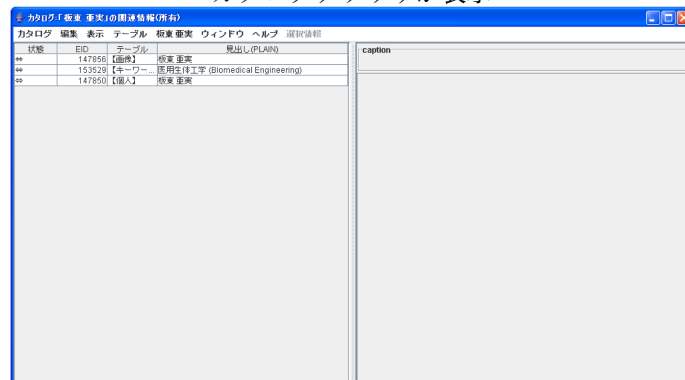 カタログ「板東 亜実」の関連情報(所有)
カタログ 編集 表示 テーブル 板東 亜実 ウィンドウ ヘルプ 選択情報
状態 EID テーブル 見出し(PLAIN)
⇔ 147856 【画像】 板東 亜実
⇔ 153529 【キーワー... 医用生体工学 (Biomedical Engineering)
⇔ 147850 【個人】 板東 亜実
caption